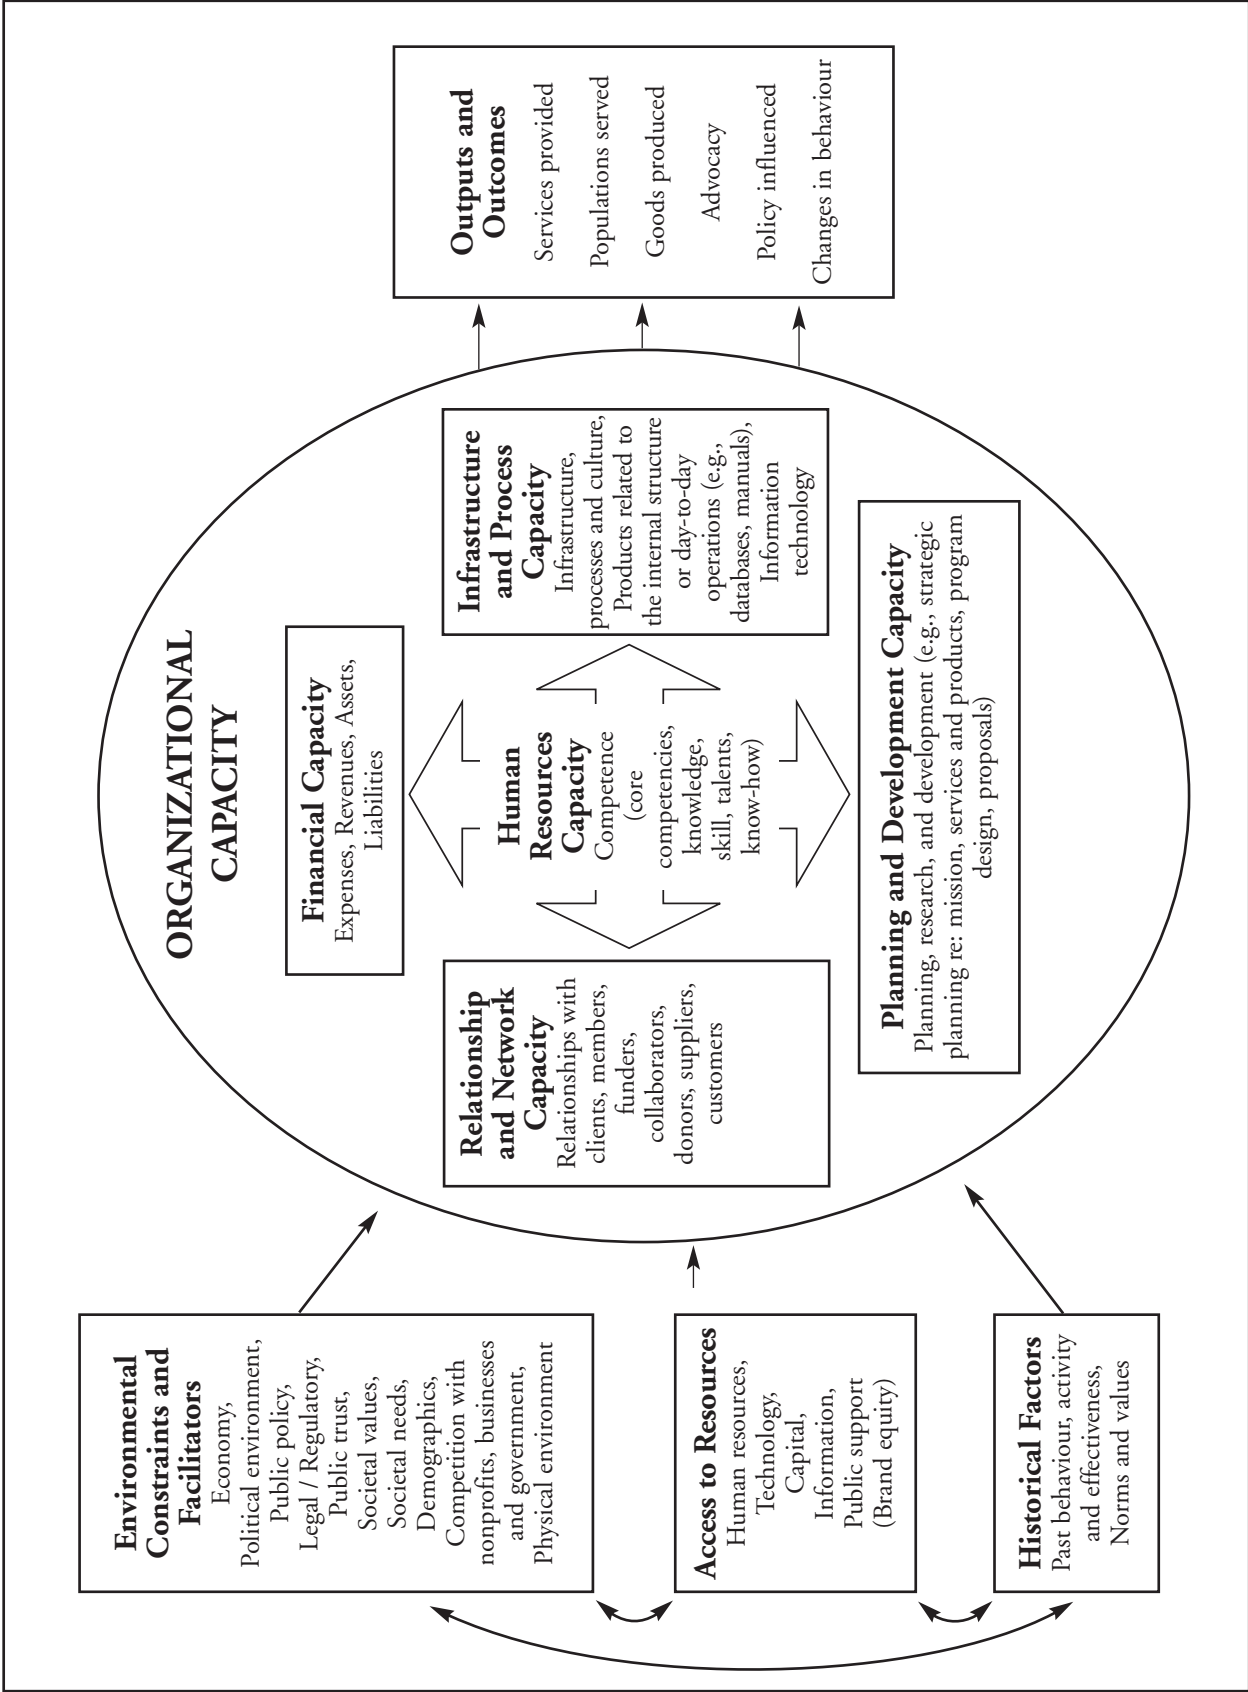 Environmental
Constraints and
Facilitators
Economy,
Political environment,
Public policy,
Legal / Regulatory,
Public trust,
Societal values,
Societal needs,
Demographics,
Competition with
nonprofits, businesses
and government,
Physical environment
Access to Resources
Human resources,
Technology,
Capital,
Information,
Public support
(Brand equity)
Historical Factors
Past behaviour, activity
and effectiveness,
Norms and values
ORGANIZATIONAL
CAPACITY
Financial Capacity
Expenses, Revenues, Assets,
Liabilities
Relationship
and Network
Capacity
Relationships with
clients, members,
funders,
collaborators,
donors, suppliers,
customers
Human
Resources
Capacity
Competence
(core
competencies,
knowledge,
skill, talents,
know-how)
Infrastructure
and Process
Capacity
Infrastructure,
processes and culture,
Products related to
the internal structure
or day-to-day
operations (e.g.,
databases, manuals),
Information
technology
Planning and Development Capacity
Planning, research, and development (e.g., strategic
planning re: mission, services and products, program
design, proposals)
Outputs and
Outcomes
Services provided
Populations served
Goods produced
Advocacy
Policy influenced
Changes in behaviour